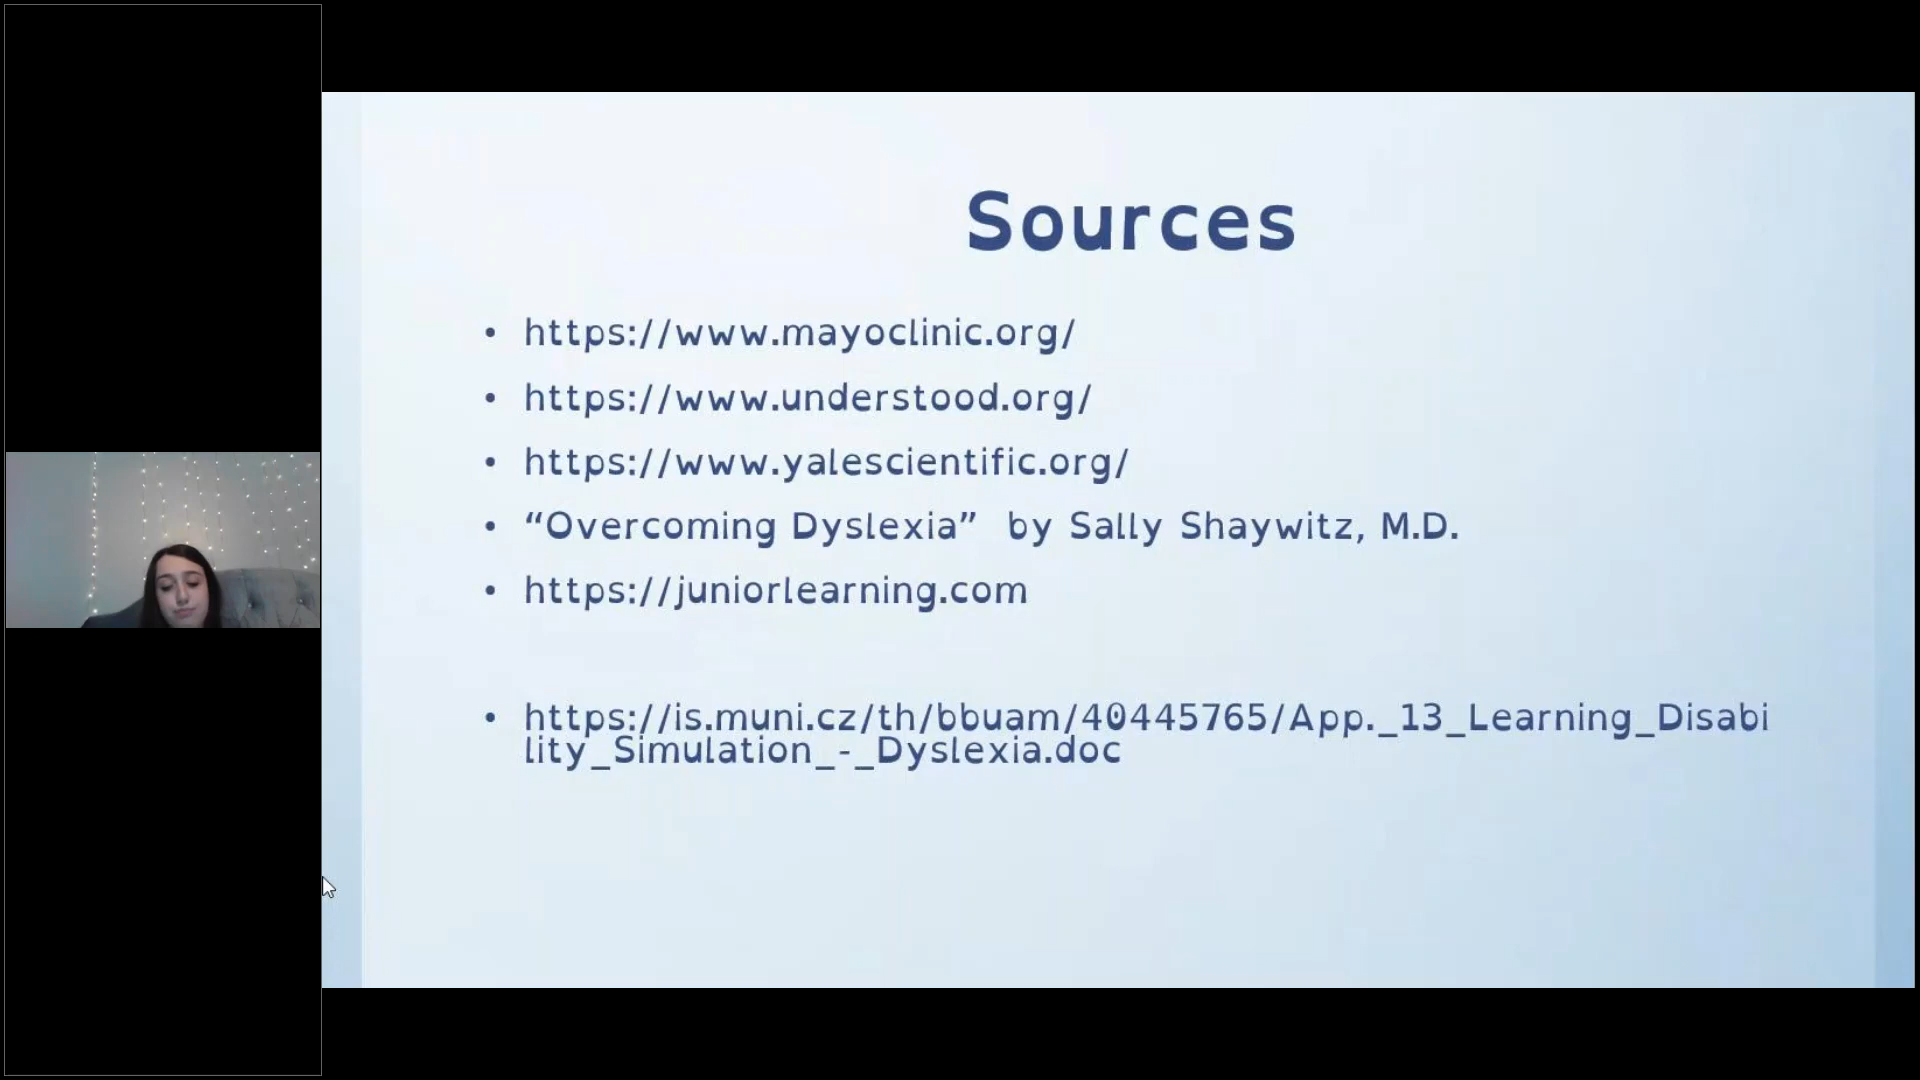 Sources
• https://www.mayoclinic.org/
• https://www.understood.org/
• https://www.yalescientific.org/
• “Overcoming Dyslexia”  by Sally Shaywitz, M.D.
• https://juniorlearning.com
• https://is.muni.cz/th/bbuam/40445765/App._13_Learning_Disabi
lity_Simulation_-_Dyslexia.doc